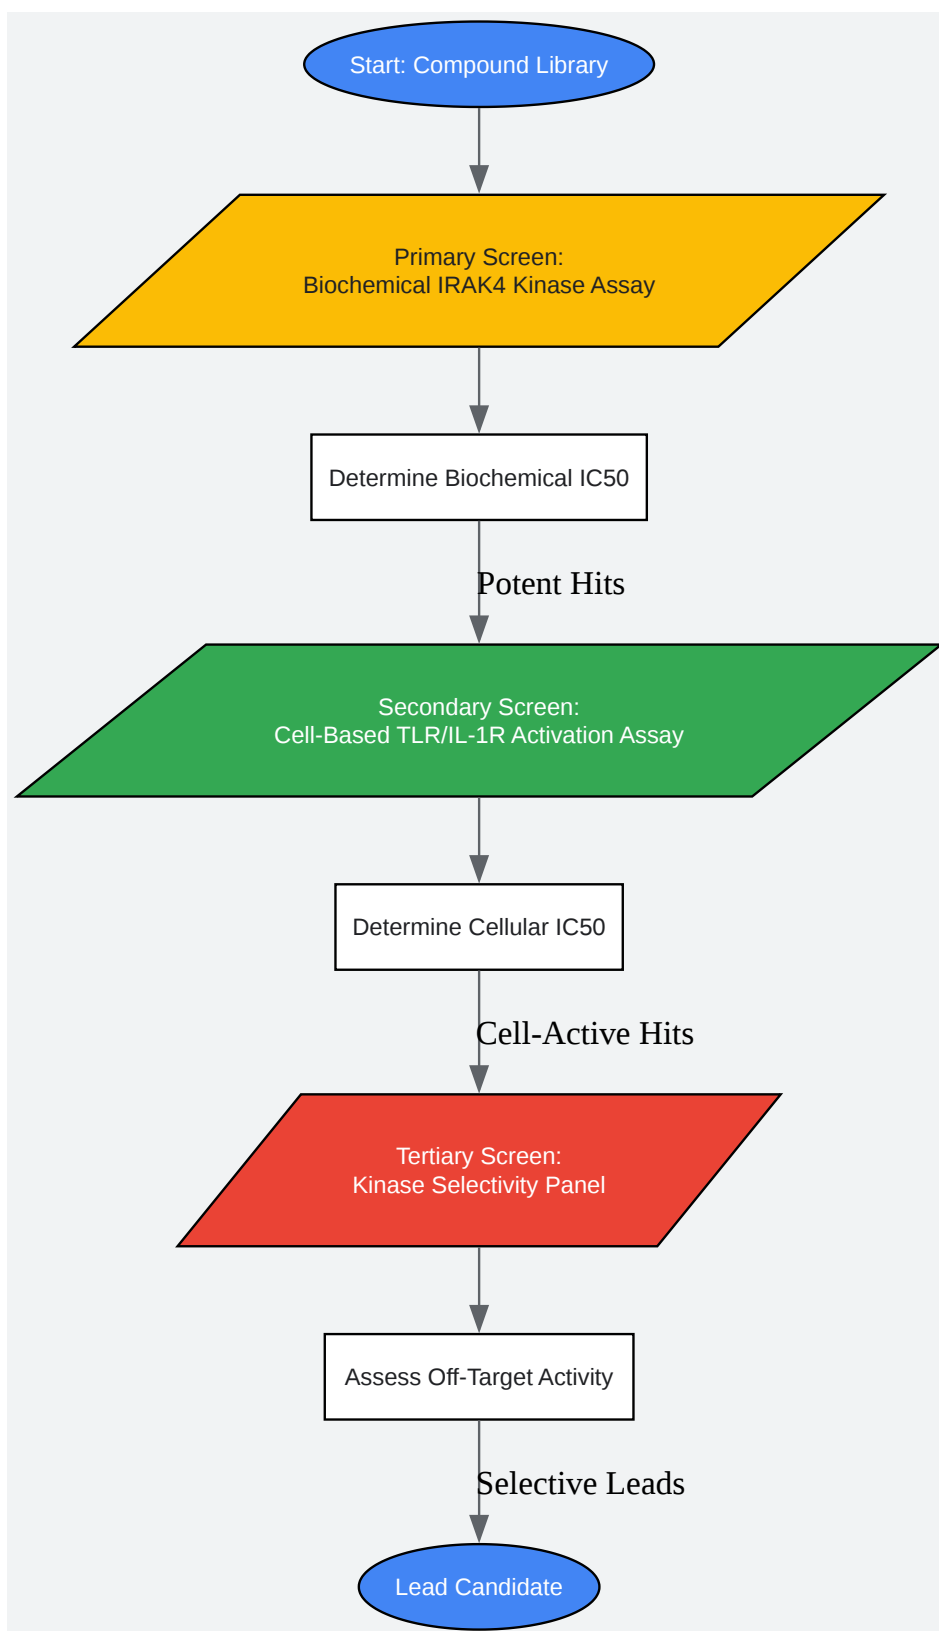 Start: Compound Library
Primary Screen:
Biochemical IRAK4 Kinase Assay
Determine Biochemical IC50
Potent Hits
Secondary Screen:
Cell-Based TLR/IL-1R Activation Assay
Determine Cellular IC50
Cell-Active Hits
Tertiary Screen:
Kinase Selectivity Panel
Assess Off-Target Activity
Selective Leads
Lead Candidate